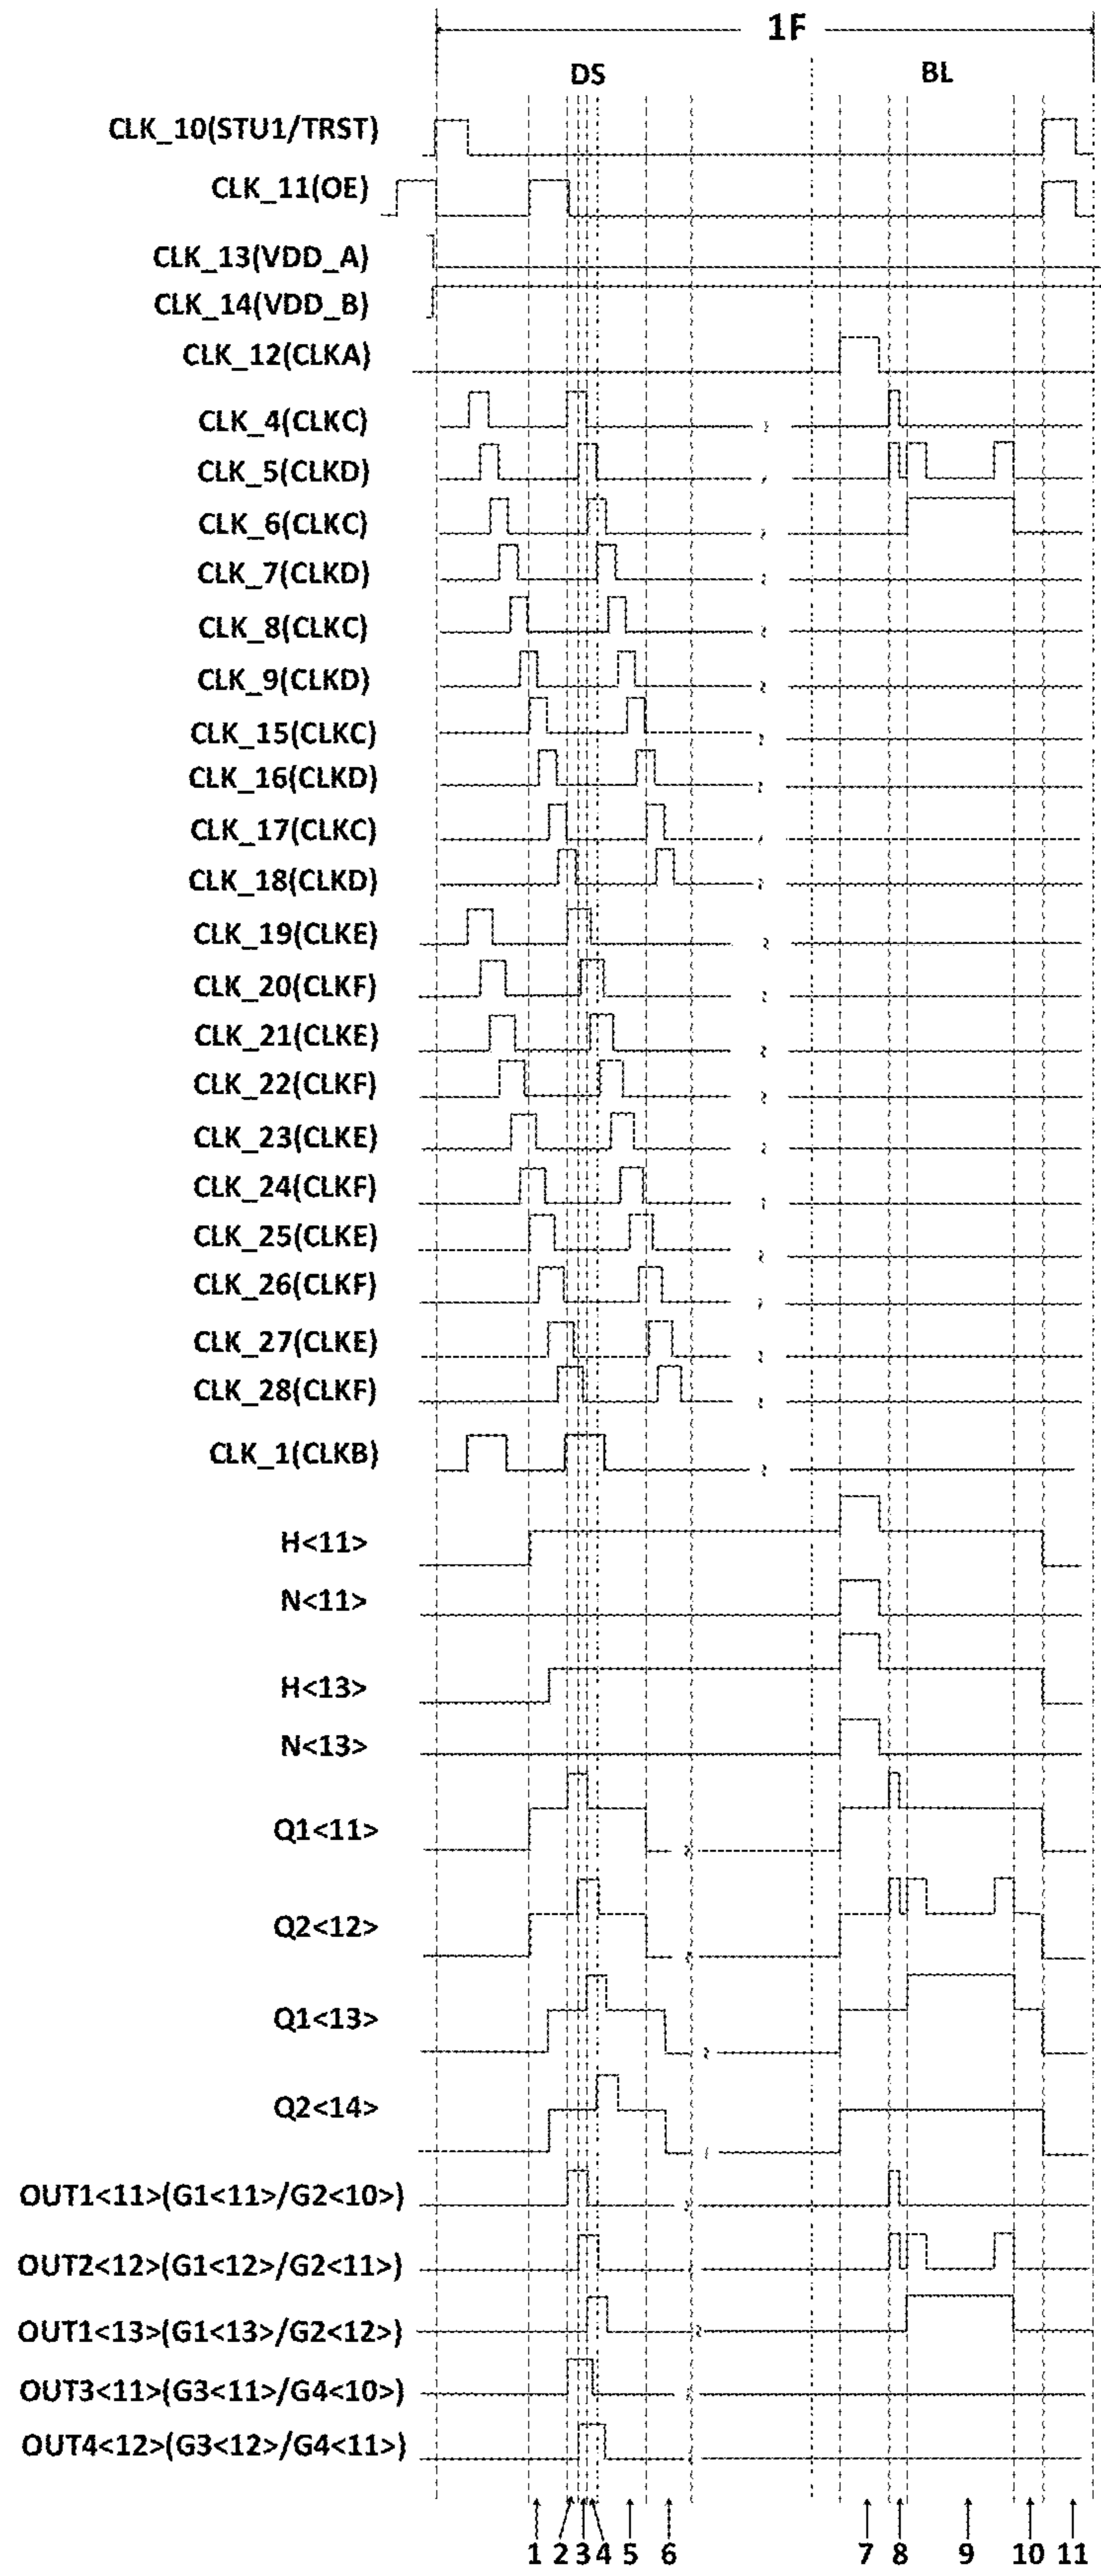 1F
DS BL
CLK_10(STU1/TRST)
CLK_11(OE)
CLK_13(VDD_A)
CLK_14(VDD_B)
CLK_12(CLKA)
CLK_4(CLKC)
CLK_5(CLKD)
CLK_6(CLKC)
CLK_7(CLKD)
CLK_8(CLKC)
CLK_9(CLKD)
CLK_15(CLKC)
CLK_16(CLKD)
CLK_17(CLKC)
CLK_18(CLKD)
CLK_19(CLKE)
CLK_20(CLKF)
CLK_21(CLKE)
CLK_22(CLKF)
CLK_23(CLKE)
CLK_24(CLKF)
CLK_25(CLKE)
CLK_26(CLKF)
CLK_27(CLKE)
CLK_28(CLKF)
CLK_1(CLKB)
H<11>
N<11>
H<13>
N<13>
Q1<11>
Q2<12>
Q1<13>
Q2<14>
OUT1<11>(G1<11>/G2<10>)
OUT2<12>(G1<12>/G2<11>)
OUT1<13>(G1<13>/G2<12>)
OUT3<11>(G3<11>/G4<10>)
OUT4<12>(G3<12>/G4<11>)
1 2 3 4 5 6 7 8 9 10 11